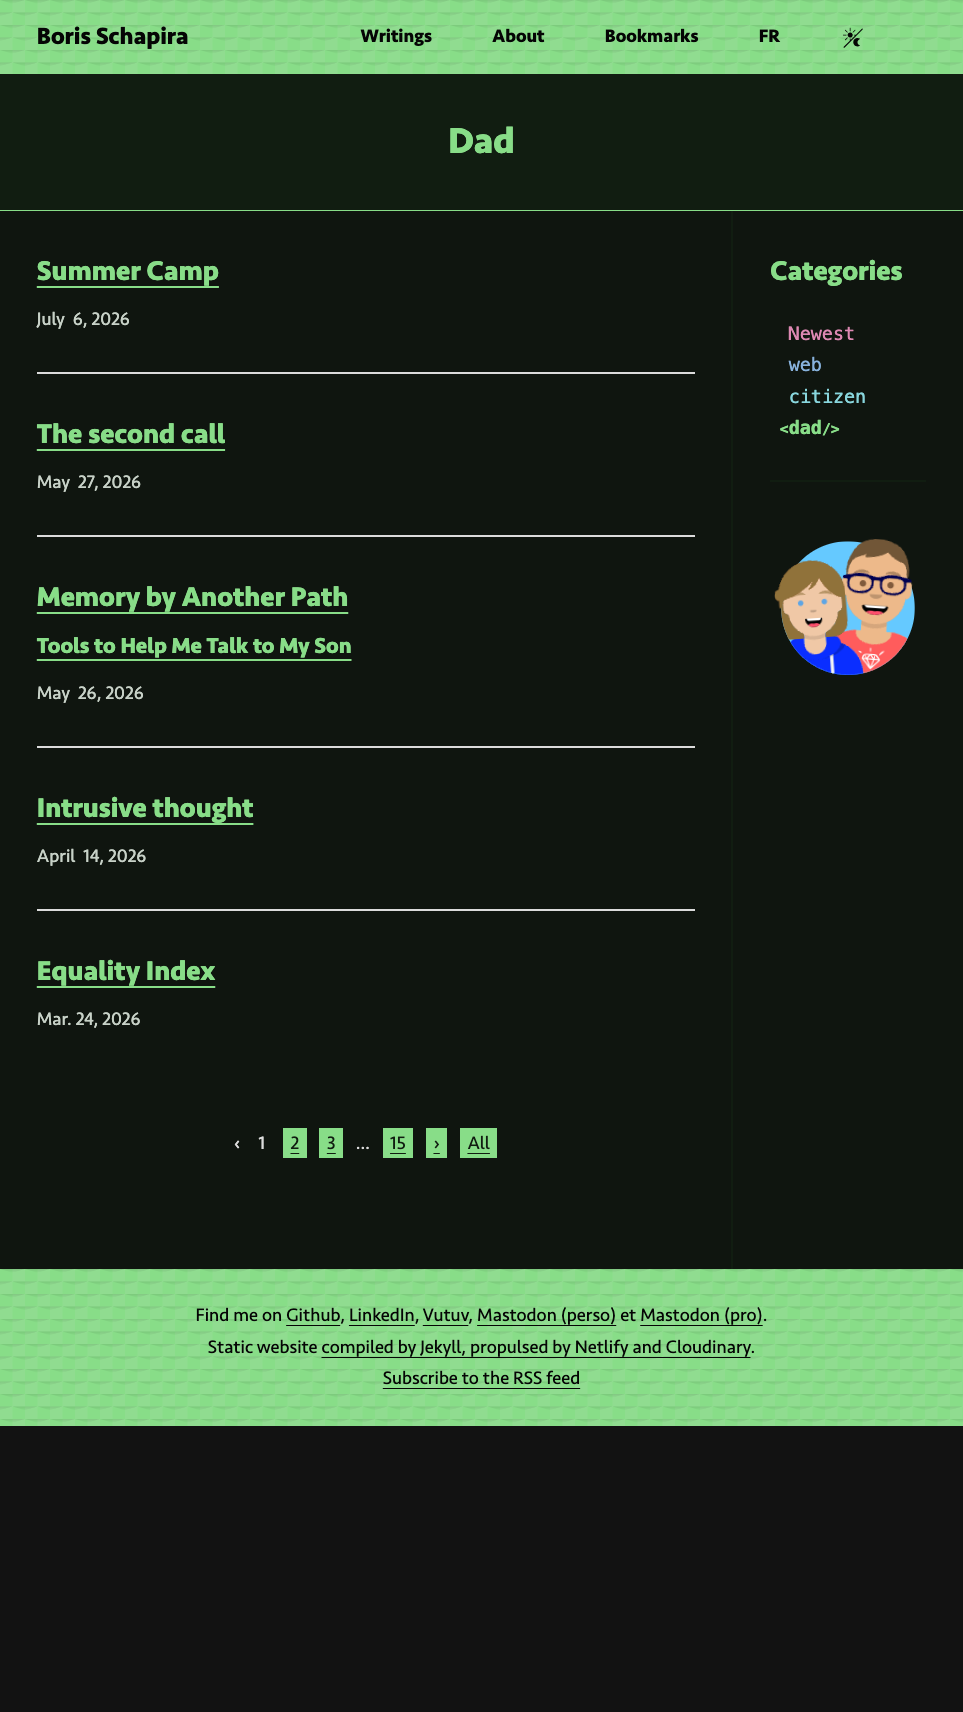 Boris Schapira
Writings
About
Bookmarks
FR
Dad
Summer Camp
July 6, 2026
The second call
May 27, 2026
Memory by Another Path
Tools to Help Me Talk to My Son
May 26, 2026
Intrusive thought
April 14, 2026
Equality Index
Mar. 24, 2026
‹ 1 2 3 … 15 › All
Categories
Newest
web
citizen
<dad/>
Find me on Github, LinkedIn, Vutuv, Mastodon (perso) et Mastodon (pro).
Static website compiled by Jekyll, propulsed by Netlify and Cloudinary.
Subscribe to the RSS feed